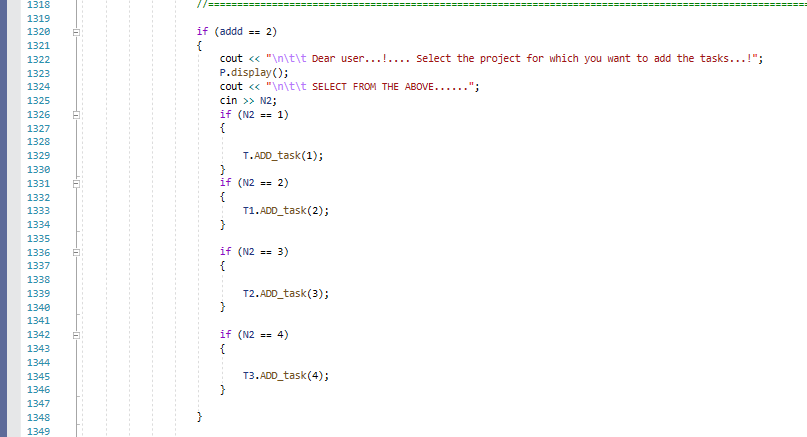 1318 //==========================================================================================================
1319
1320 if (addd == 2)
1321 {
1322 cout << "\n\t\t Dear user...!.... Select the project for which you want to add the tasks...!";
1323 P.display();
1324 cout << "\n\t\t SELECT FROM THE ABOVE......";
1325 cin >> N2;
1326 if (N2 == 1)
1327 {
1328
1329 T.ADD_task(1);
1330 }
1331 if (N2 == 2)
1332 {
1333 T1.ADD_task(2);
1334 }
1335
1336 if (N2 == 3)
1337 {
1338
1339 T2.ADD_task(3);
1340 }
1341
1342 if (N2 == 4)
1343 {
1344
1345 T3.ADD_task(4);
1346 }
1347
1348 }
1349